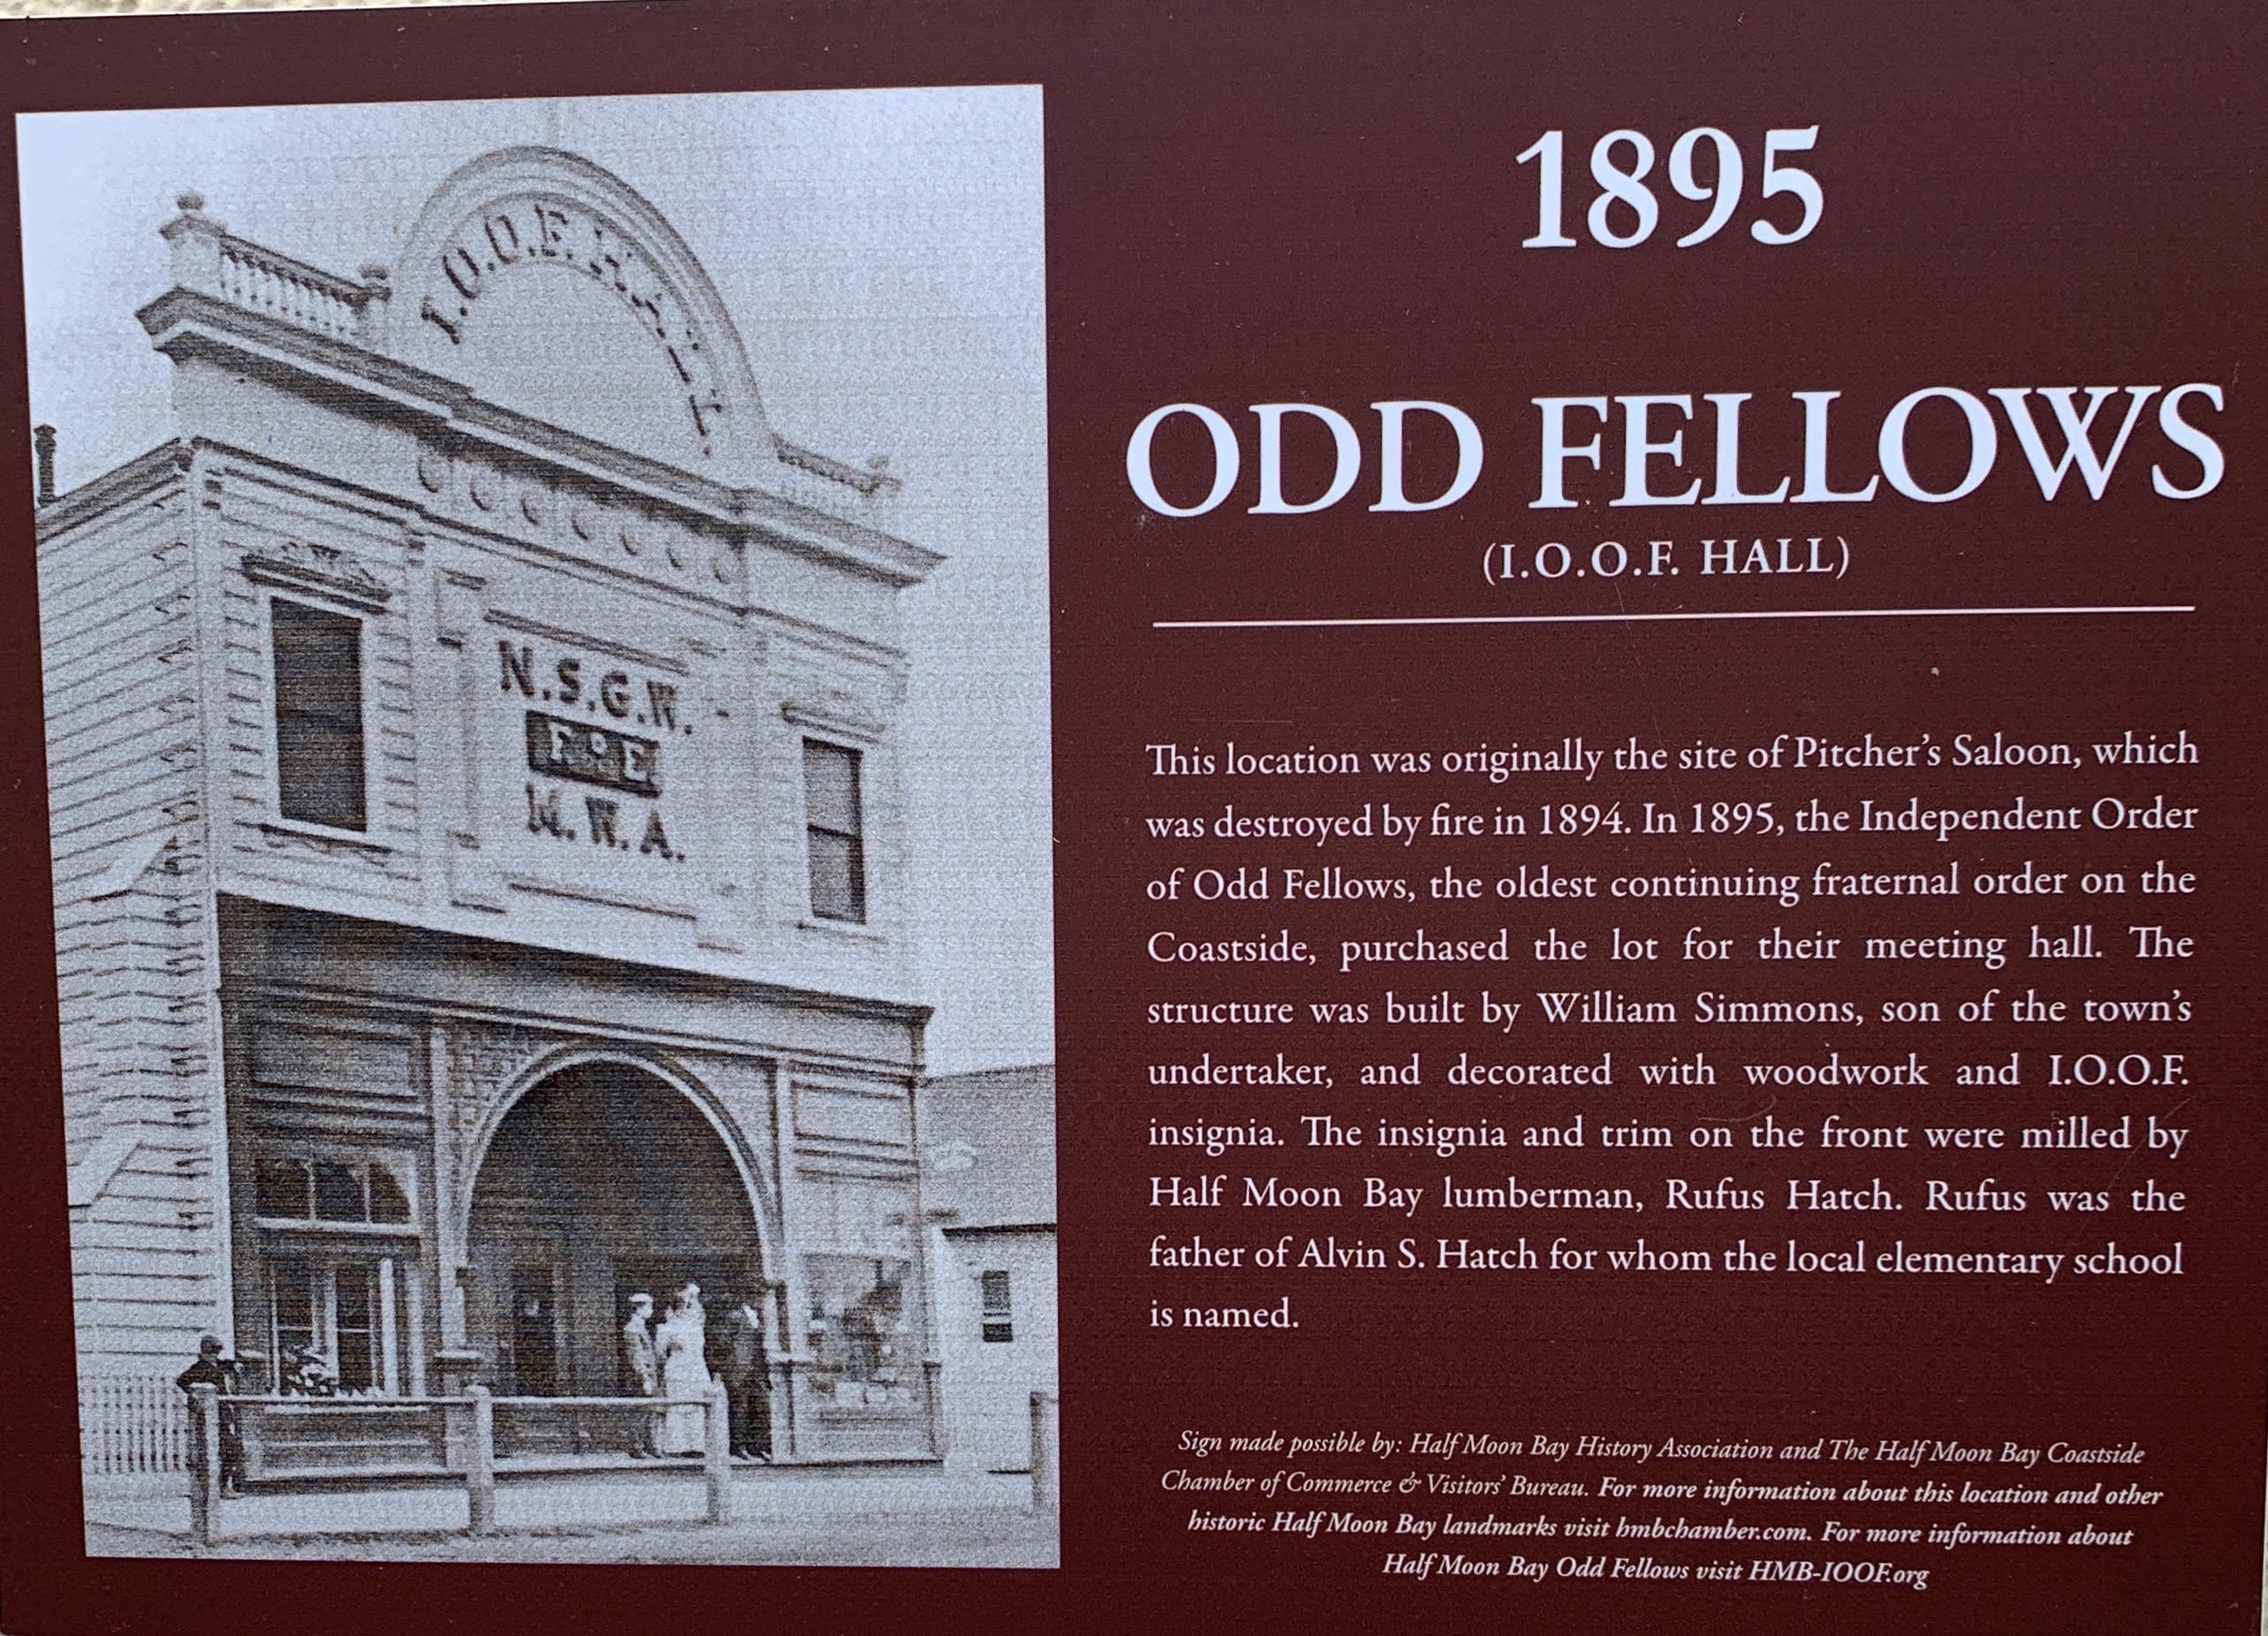 I.O.O.F. HALL.
N.S.G.W.
F.O.E.
M.W.A.
1895
ODD FELLOWS
(I.O.O.F. HALL)
This location was originally the site of Pitcher's Saloon, which
was destroyed by fire in 1894. In 1895, the Independent Order
of Odd Fellows, the oldest continuing fraternal order on the
Coastside, purchased the lot for their meeting hall. The
structure was built by William Simmons, son of the town's
undertaker, and decorated with woodwork and I.O.O.F.
insignia. The insignia and trim on the front were milled by
Half Moon Bay lumberman, Rufus Hatch. Rufus was the
father of Alvin S. Hatch for whom the local elementary school
is named.
Sign made possible by: Half Moon Bay History Association and The Half Moon Bay Coastside
Chamber of Commerce & Visitors' Bureau. For more information about this location and other
historic Half Moon Bay landmarks visit hmbchamber.com. For more information about
Half Moon Bay Odd Fellows visit HMB-IOOF.org